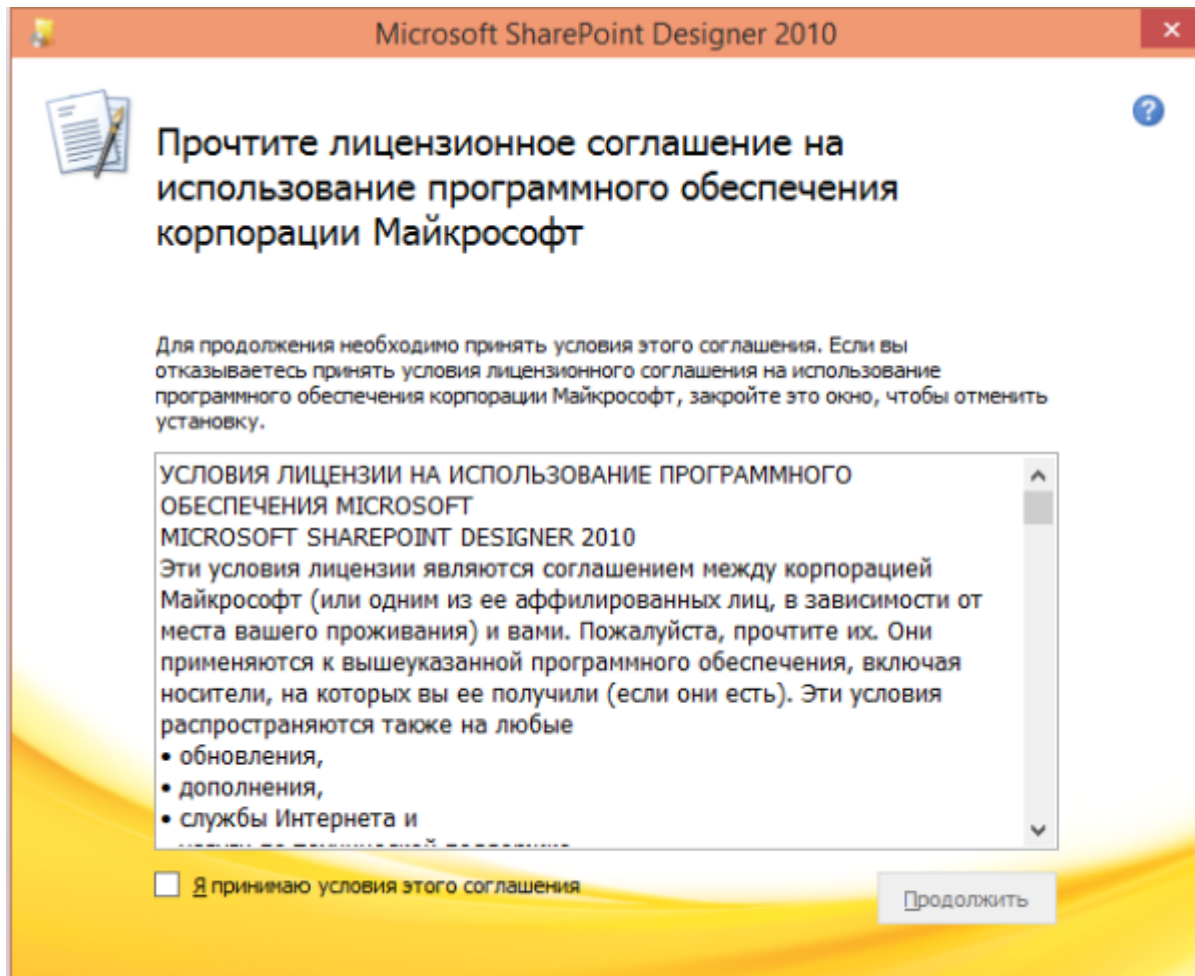 Microsoft SharePoint Designer 2010
Прочтите лицензионное соглашение на
использование программного обеспечения
корпорации Майкрософт
Для продолжения необходимо принять условия этого соглашения. Если вы
отказываетесь принять условия лицензионного соглашения на использование
программного обеспечения корпорации Майкрософт, закройте это окно, чтобы отменить
установку.
УСЛОВИЯ ЛИЦЕНЗИИ НА ИСПОЛЬЗОВАНИЕ ПРОГРАММНОГО
ОБЕСПЕЧЕНИЯ MICROSOFT
MICROSOFT SHAREPOINT DESIGNER 2010
Эти условия лицензии являются соглашением между корпорацией
Майкрософт (или одним из ее аффилированных лиц, в зависимости от
места вашего проживания) и вами. Пожалуйста, прочтите их. Они
применяются к вышеуказанной программного обеспечения, включая
носители, на которых вы ее получили (если они есть). Эти условия
распространяются также на любые
• обновления,
• дополнения,
• службы Интернета и
Я принимаю условия этого соглашения
Продолжить